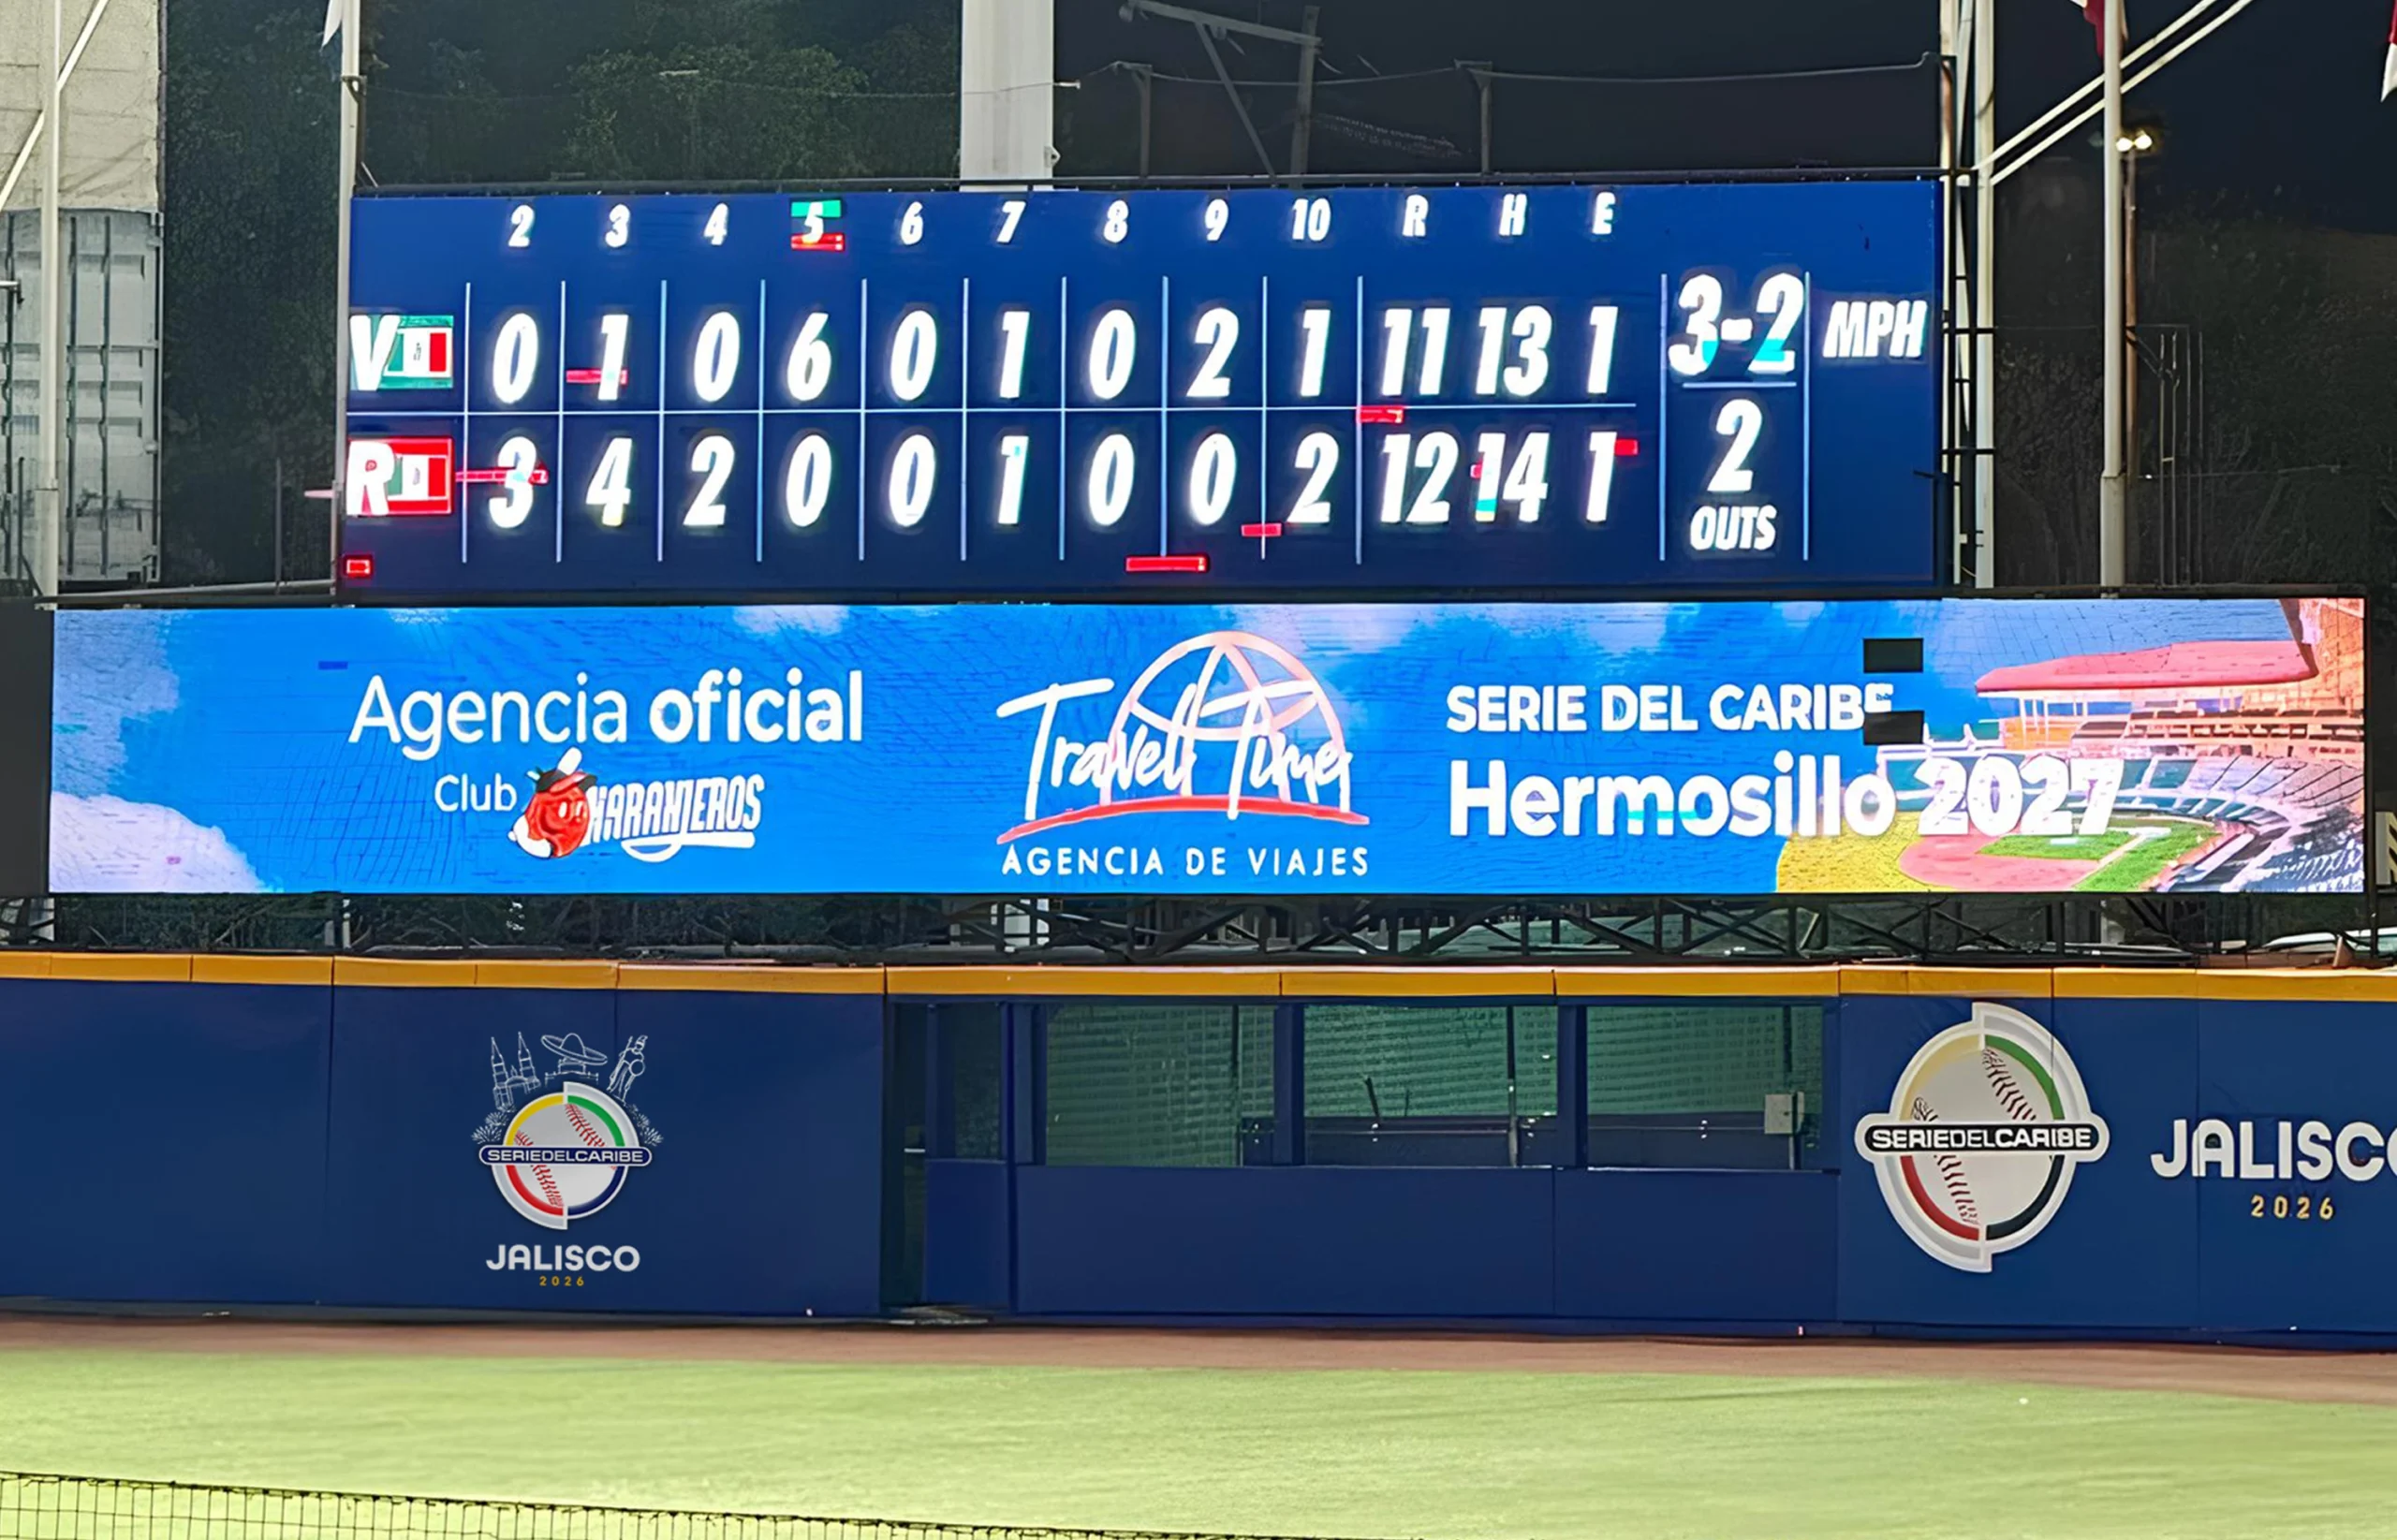 2 3 4 5 6 7 8 9 10 R H E
V 0 1 0 6 0 1 0 2 1 11 13 1 3-2 MPH
R 3 4 2 0 0 1 0 0 2 12 14 1 2
OUTS
Agencia oficial
Club NARANJEROS
Travel Time
AGENCIA DE VIAJES
SERIE DEL CARIBE
Hermosillo 2027
SERIEDELCARIBE
JALISCO
2026
SERIEDELCARIBE
JALISCO
2026